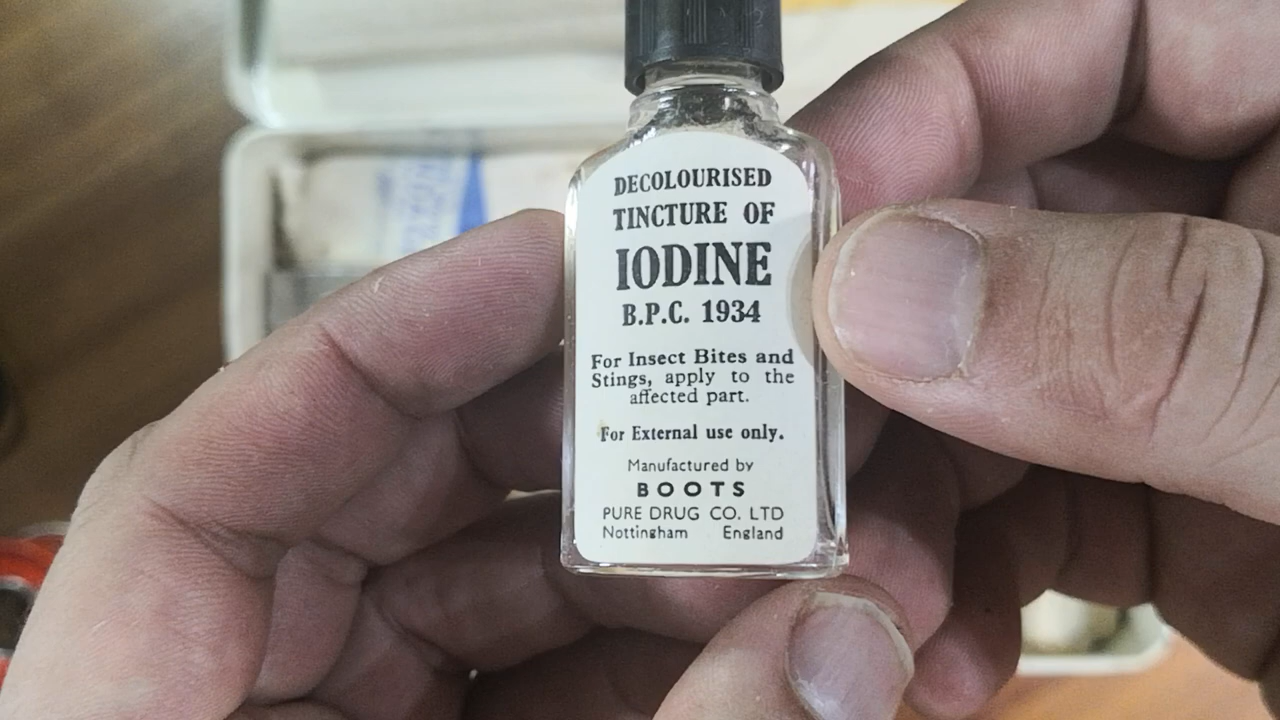 DECOLOURISED
TINCTURE OF
IODINE
B.P.C. 1934
For Insect Bites and
Stings, apply to the
affected part.
For External use only.
Manufactured by
BOOTS
PURE DRUG CO. LTD
Nottingham England